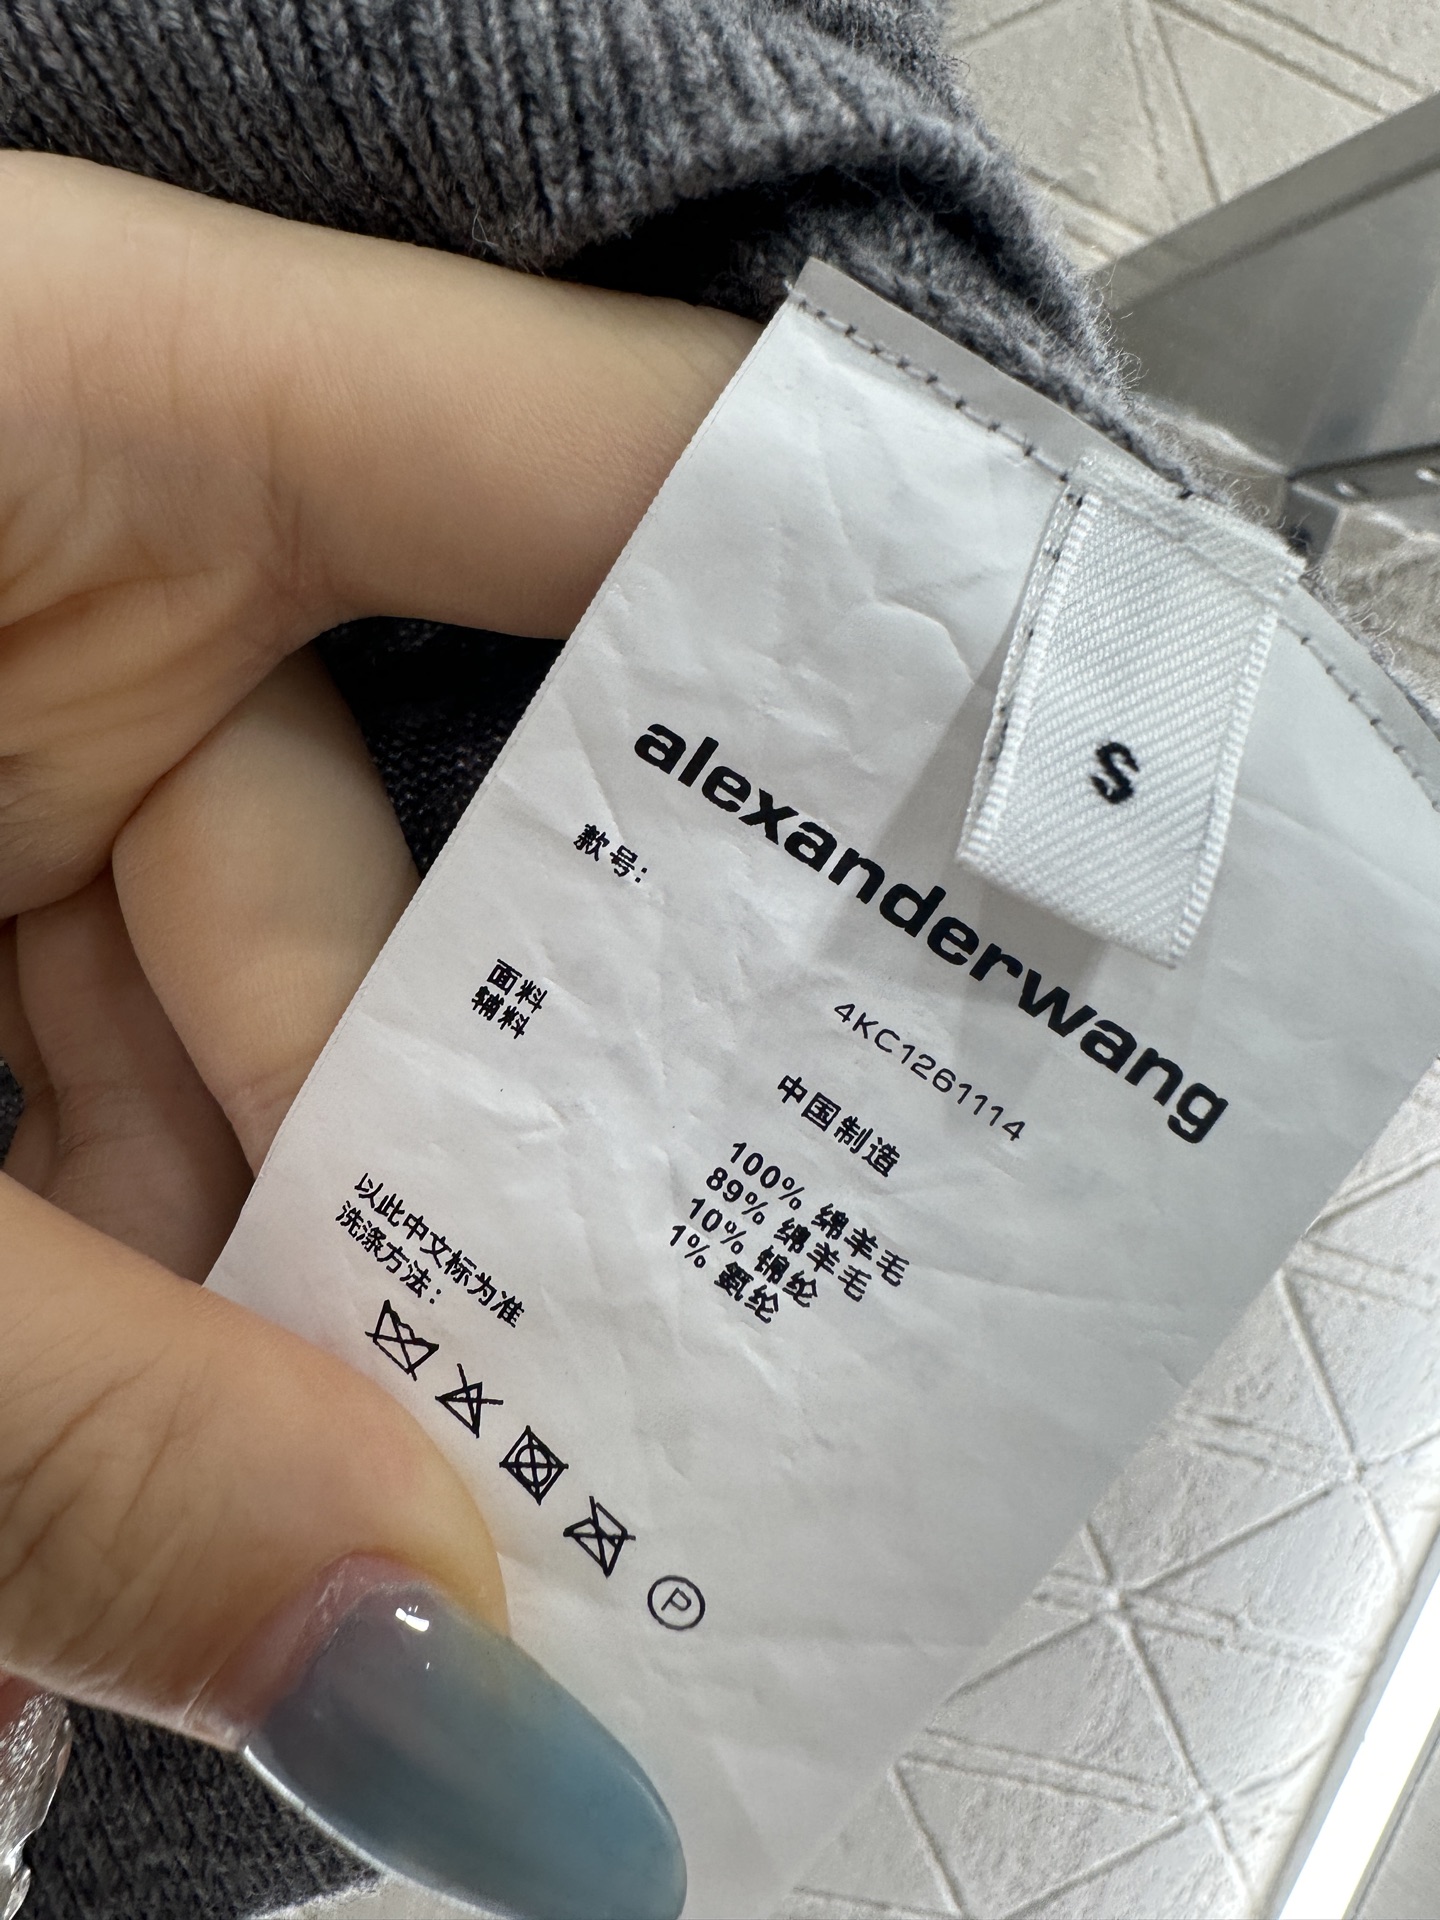 S
alexanderwang
款号:
4KC1261114
中国制造
面料 100% 绵羊毛
辅料 89% 绵羊毛
10% 锦纶
1% 氨纶
以此中文标为准
洗涤方法:
P